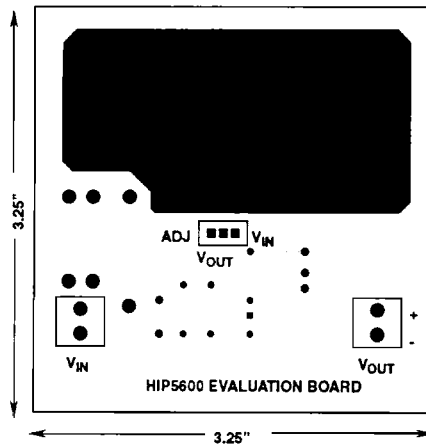 3.25"
ADJ VIN
VOUT
+
-
VIN
VOUT
HIP5600 EVALUATION BOARD
3.25"